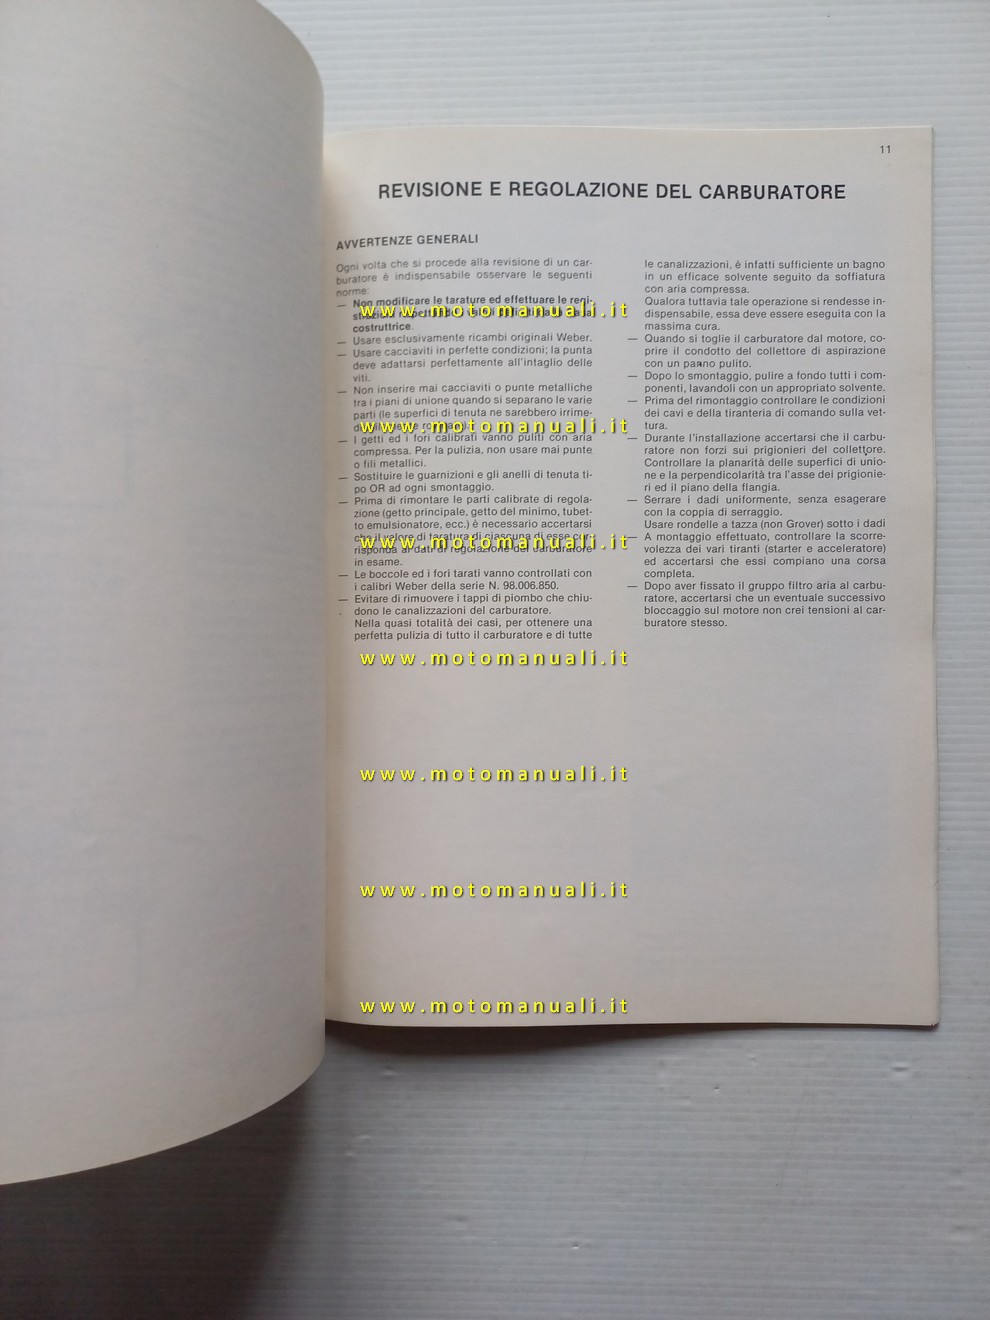 11
REVISIONE E REGOLAZIONE DEL CARBURATORE
AVVERTENZE GENERALI
Ogni volta che si procede alla revisione di un car-
buratore è indispensabile osservare le seguenti
norme:
— Non modificare le tarature ed effettuare le regi-
costruttrice.
— Usare esclusivamente ricambi originali Weber.
— Usare cacciaviti in perfette condizioni; la punta
deve adattarsi perfettamente all'intaglio delle
viti.
— Non inserire mai cacciaviti o punte metalliche
tra i piani di unione quando si separano le varie
parti (le superfici di tenuta ne sarebbero irrime-
— I getti ed i fori calibrati vanno puliti con aria
compressa. Per la pulizia, non usare mai punte
o fili metallici.
— Sostituire le guarnizioni e gli anelli di tenuta ti-
po OR ad ogni smontaggio.
— Prima di rimontare le parti calibrate di regola-
zione (getto principale, getto del minimo, tubet-
to emulsionatore, ecc.) è necessario accertarsi
che il valore di taratura di ciascuna di esse cor-
risponda ai dati di regolazione del carburatore
in esame.
— Le boccole ed i fori tarati vanno controllati con
i calibri Weber della serie N. 98.006.850.
— Evitare di rimuovere i tappi di piombo che chiu-
dono le canalizzazioni del carburatore.
Nella quasi totalità dei casi, per ottenere una
perfetta pulizia di tutto il carburatore e di tutte
le canalizzazioni, è infatti sufficiente un bagno
in un efficace solvente seguito da soffiatura
con aria compressa.
Qualora tuttavia tale operazione si rendesse in-
dispensabile, essa deve essere eseguita con la
massima cura.
— Quando si toglie il carburatore dal motore, co-
prire il condotto del collettore di aspirazione
con un panno pulito.
— Dopo lo smontaggio, pulire a fondo tutti i com-
ponenti, lavandoli con un appropriato solvente.
— Prima del rimontaggio controllare le condizioni
dei cavi e della tiranteria di comando sulla vet-
tura.
— Durante l'installazione accertarsi che il carbu-
ratore non forzi sui prigionieri del collettore.
Controllare la planarità delle superfici di unio-
ne e la perpendicolarità tra l'asse dei prigionie-
ri ed il piano della flangia.
— Serrare i dadi uniformemente, senza esagerare
con la coppia di serraggio.
Usare rondelle a tazza (non Grover) sotto i dadi
— A montaggio effettuato, controllare la scorre-
volezza dei vari tiranti (starter e acceleratore)
ed accertarsi che essi compiano una corsa
completa.
— Dopo aver fissato il gruppo filtro aria al carbu-
ratore, accertarsi che un eventuale successivo
bloccaggio sul motore non crei tensioni al car-
buratore stesso.
www.motomanuali.it
www.motomanuali.it
www.motomanuali.it
www.motomanuali.it
www.motomanuali.it
www.motomanuali.it
www.motomanuali.it